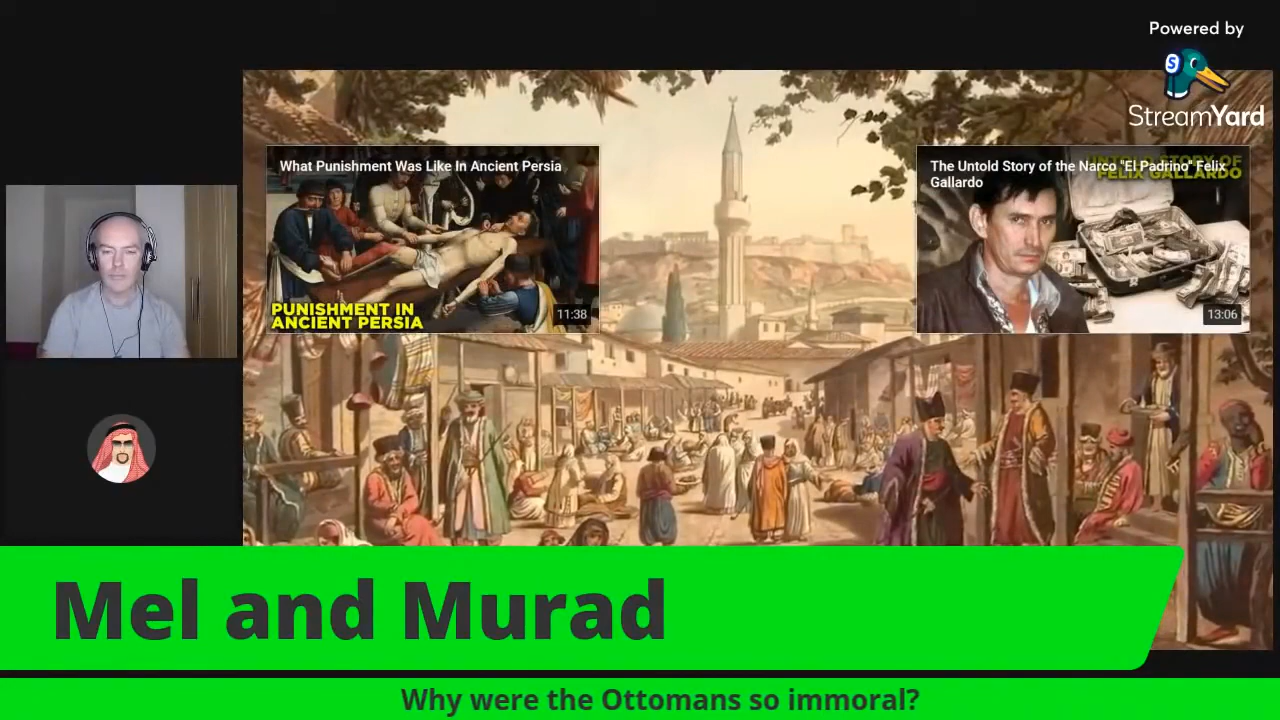 Powered by
S
StreamYard
What Punishment Was Like In Ancient Persia
PUNISHMENT IN
ANCIENT PERSIA
11:38
The Untold Story of the Narco "El Padrino" Felix
Gallardo
STORY OF
FELIX GALLARDO
13:06
Mel and Murad
Why were the Ottomans so immoral?